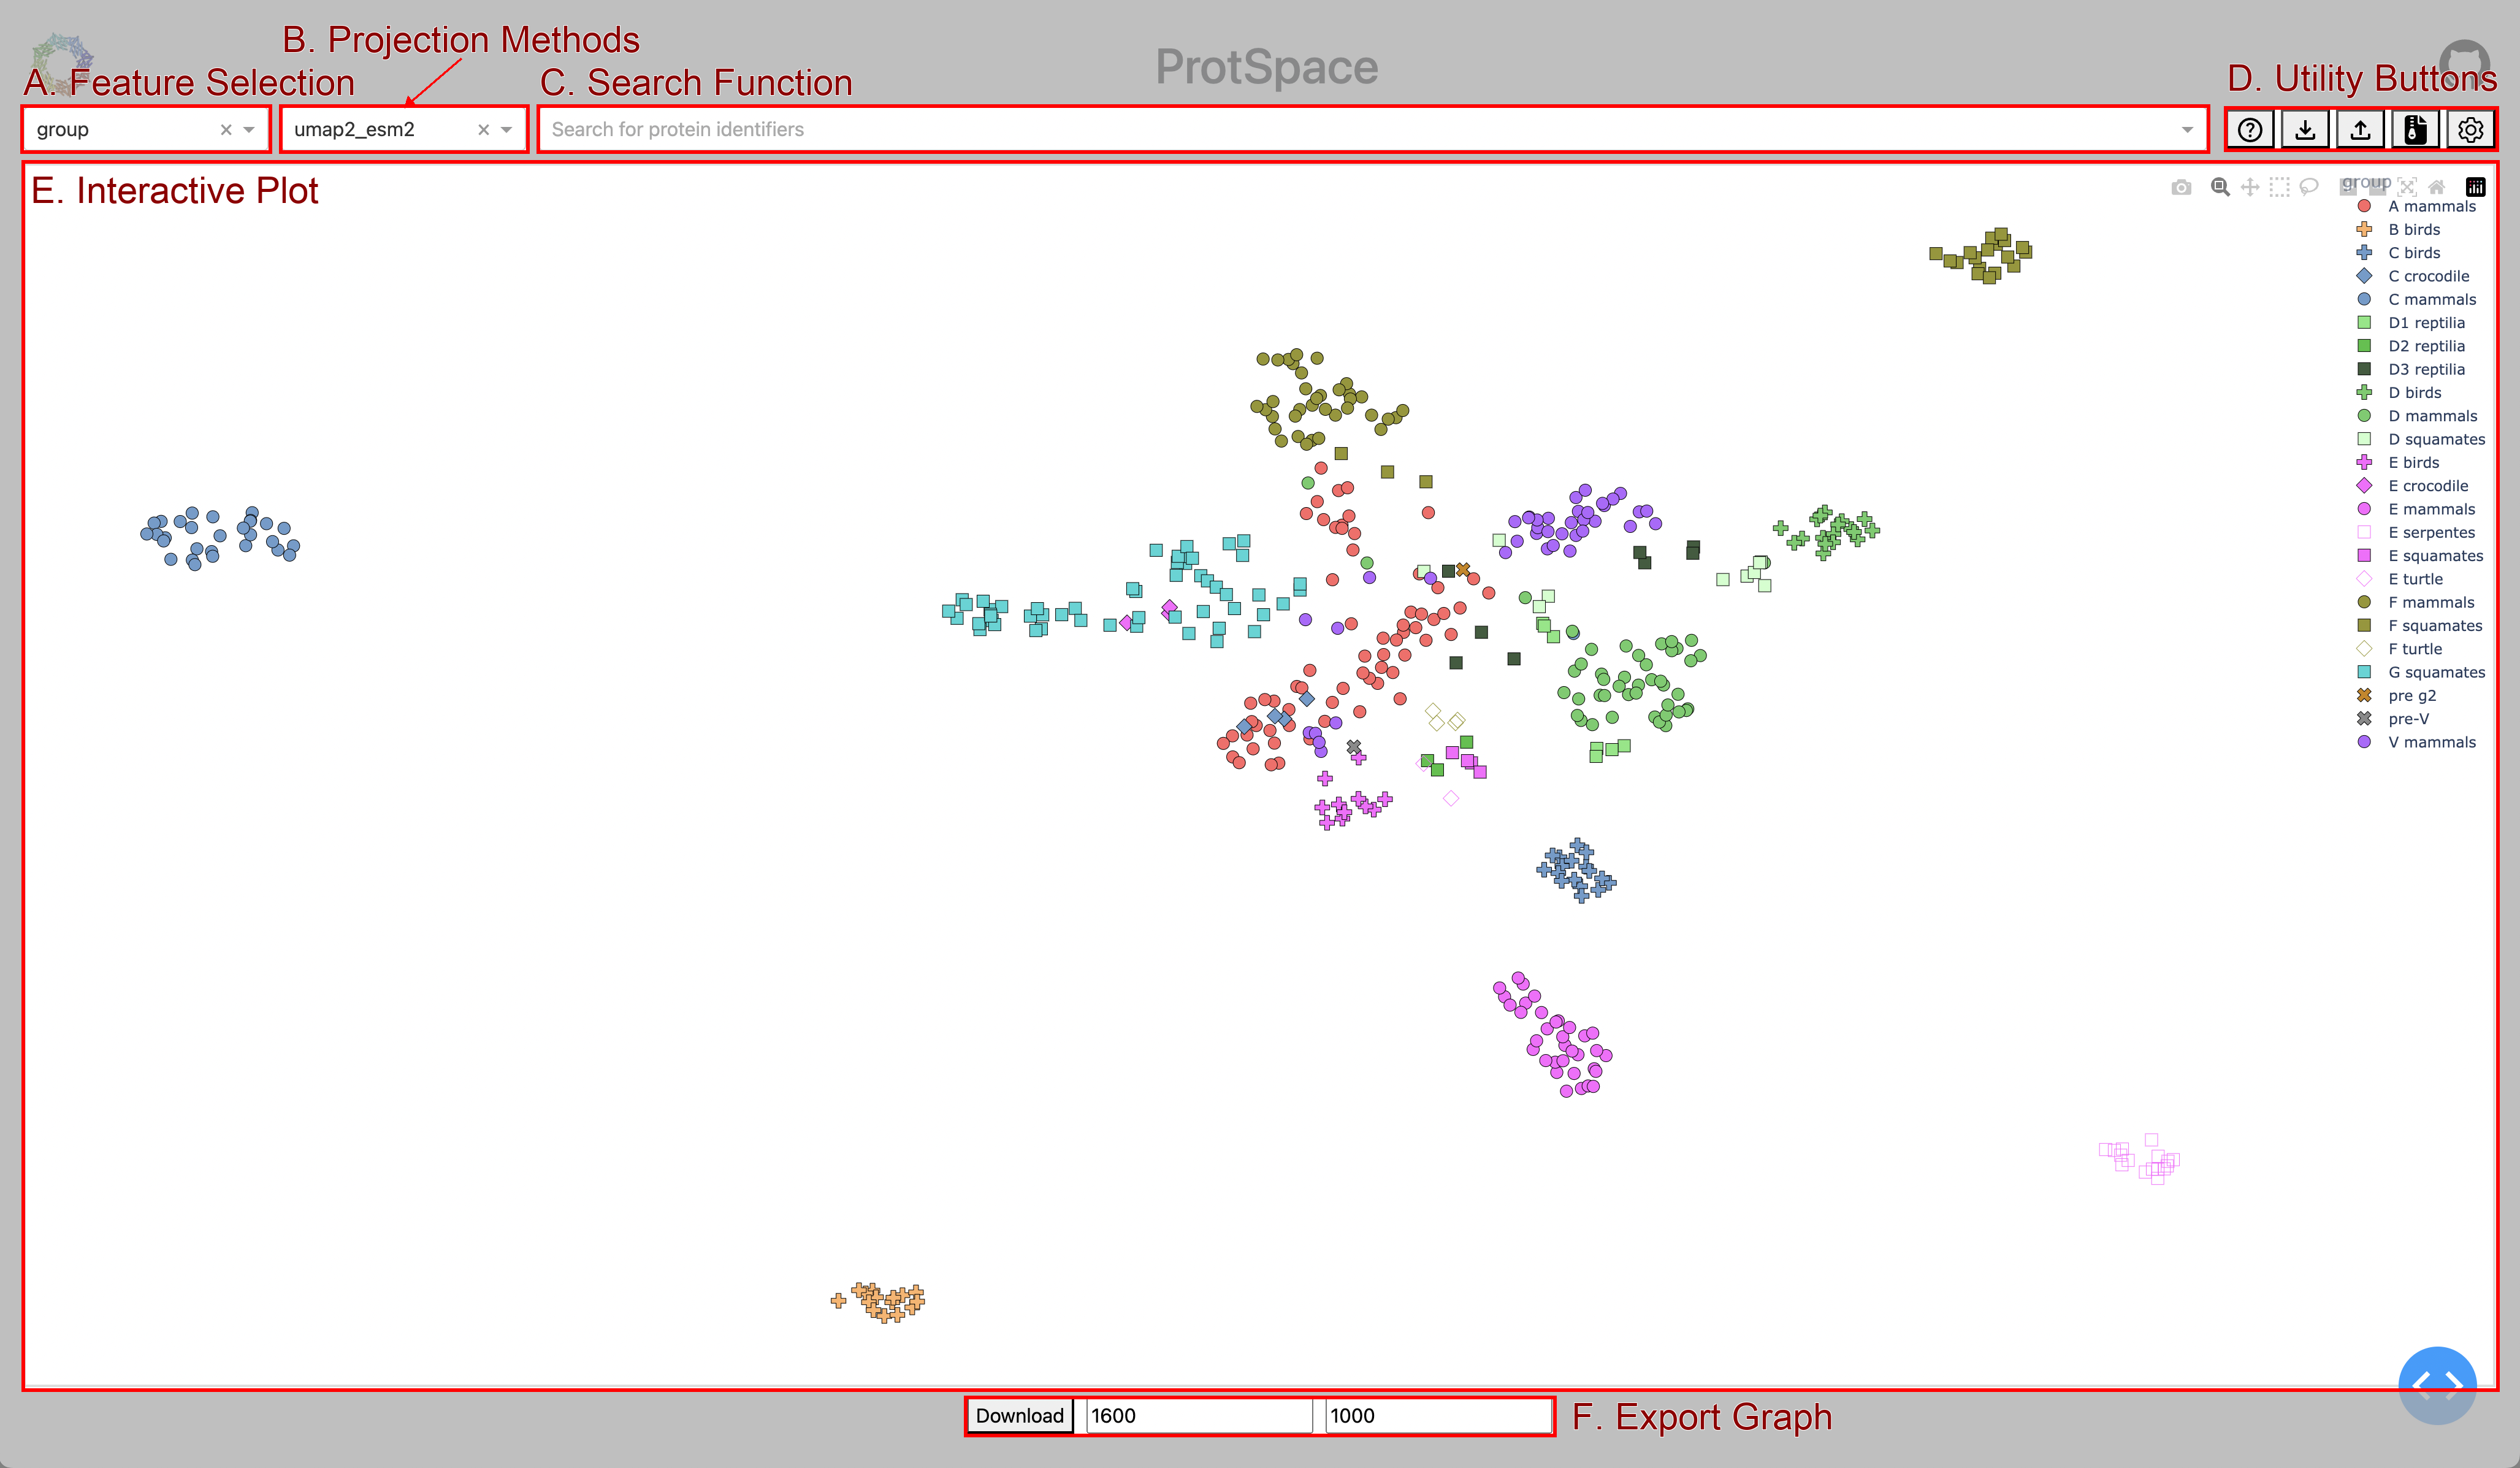 B. Projection Methods
ProtSpace
A. Feature Selection
C. Search Function
D. Utility Buttons
group
umap2_esm2
Search for protein identifiers
E. Interactive Plot
group
A mammals
B birds
C birds
C crocodile
C mammals
D1 reptilia
D2 reptilia
D3 reptilia
D birds
D mammals
D squamates
E birds
E crocodile
E mammals
E serpentes
E squamates
E turtle
F mammals
F squamates
F turtle
G squamates
pre g2
pre-V
V mammals
Download
1600
1000
F. Export Graph